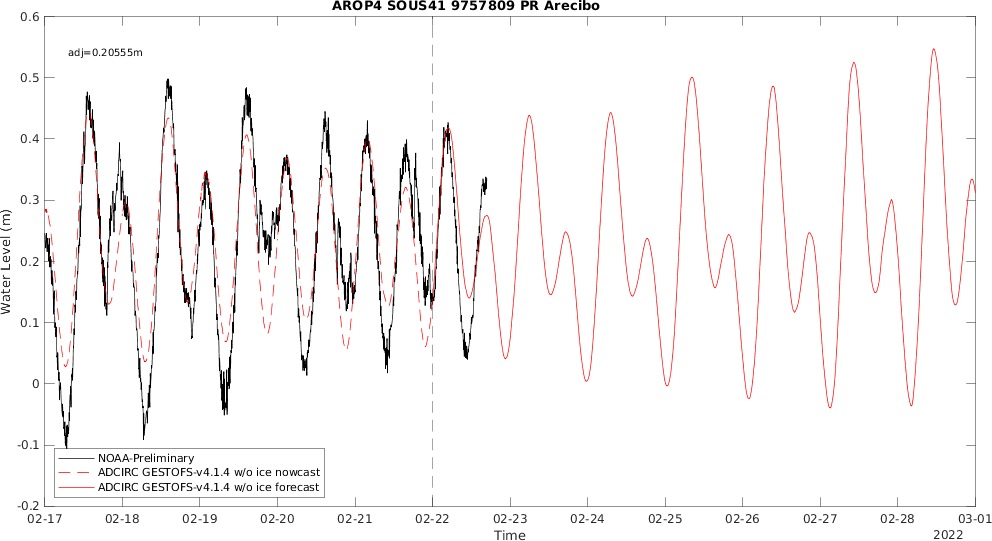 AROP4 SOUS41 9757809 PR Arecibo
adj=0.20555m
0.6
0.5
0.4
0.3
0.2
0.1
0
-0.1
-0.2
Water Level (m)
NOAA-Preliminary
ADCIRC GESTOFS-v4.1.4 w/o ice nowcast
ADCIRC GESTOFS-v4.1.4 w/o ice forecast
02-17 02-18 02-19 02-20 02-21 02-22 02-23 02-24 02-25 02-26 02-27 02-28 03-01
Time
2022